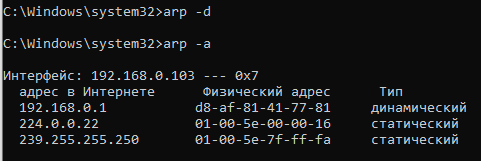 C:\Windows\system32>arp -d
C:\Windows\system32>arp -a
Интерфейс: 192.168.0.103 --- 0x7
адрес в Интернете Физический адрес Тип
192.168.0.1 d8-af-81-41-77-81 динамический
224.0.0.22 01-00-5e-00-00-16 статический
239.255.255.250 01-00-5e-7f-ff-fa статический